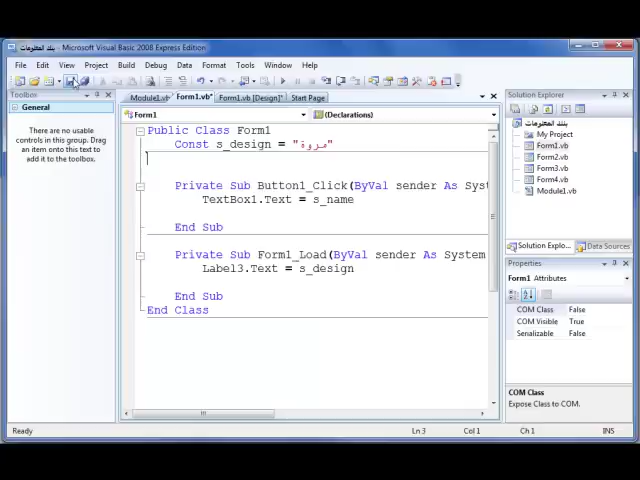 بنك المعلومات - Microsoft Visual Basic 2008 Express Edition
File Edit View Project Build Debug Data Format Tools Window Help
Toolbox
General
There are no usable
controls in this group. Drag
an item onto this text to
add it to the toolbox.
Module1.vb* Form1.vb* Form1.vb [Design]* Start Page
Form1 (Declarations)
Public Class Form1
Const s_design = "مروة"
Private Sub Button1_Click(ByVal sender As Syst
TextBox1.Text = s_name
End Sub
Private Sub Form1_Load(ByVal sender As System
Label3.Text = s_design
End Sub
End Class
Solution Explorer
بنك المعلومات
My Project
Form1.vb
Form2.vb
Form3.vb
Form4.vb
Module1.vb
Solution Explo... Data Sources
Properties
Form1 Attributes
COM Class False
COM Visible True
Serializable False
COM Class
Expose Class to COM.
Ready Ln 3 Col 1 Ch 1 INS